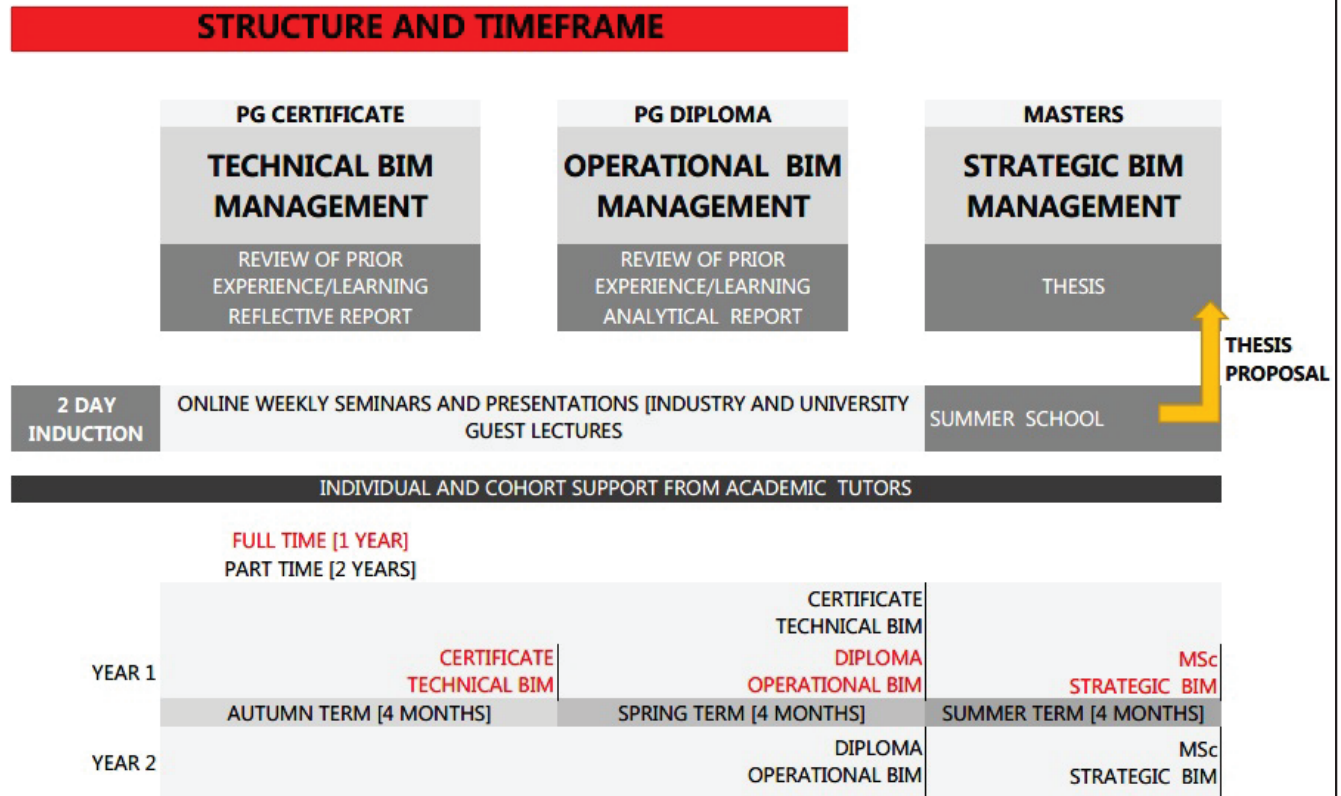 STRUCTURE AND TIMEFRAME
PG CERTIFICATE
TECHNICAL BIM
MANAGEMENT
REVIEW OF PRIOR
EXPERIENCE/LEARNING
REFLECTIVE REPORT
PG DIPLOMA
OPERATIONAL BIM
MANAGEMENT
REVIEW OF PRIOR
EXPERIENCE/LEARNING
ANALYTICAL REPORT
MASTERS
STRATEGIC BIM
MANAGEMENT
THESIS
THESIS
PROPOSAL
2 DAY
INDUCTION
ONLINE WEEKLY SEMINARS AND PRESENTATIONS [INDUSTRY AND UNIVERSITY
GUEST LECTURES
SUMMER SCHOOL
INDIVIDUAL AND COHORT SUPPORT FROM ACADEMIC TUTORS
FULL TIME [1 YEAR]
PART TIME [2 YEARS]
CERTIFICATE
TECHNICAL BIM
YEAR 1
CERTIFICATE
TECHNICAL BIM
DIPLOMA
OPERATIONAL BIM
MSc
STRATEGIC BIM
AUTUMN TERM [4 MONTHS]
SPRING TERM [4 MONTHS]
SUMMER TERM [4 MONTHS]
YEAR 2
DIPLOMA
OPERATIONAL BIM
MSc
STRATEGIC BIM